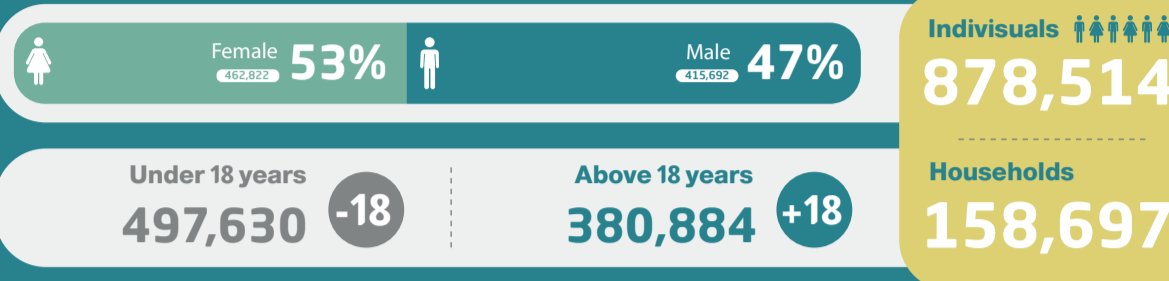 Female 53%
462,822
Male 47%
415,692
Indivisuals
878,514
Under 18 years
497,630
-18
Above 18 years
380,884
+18
Households
158,697